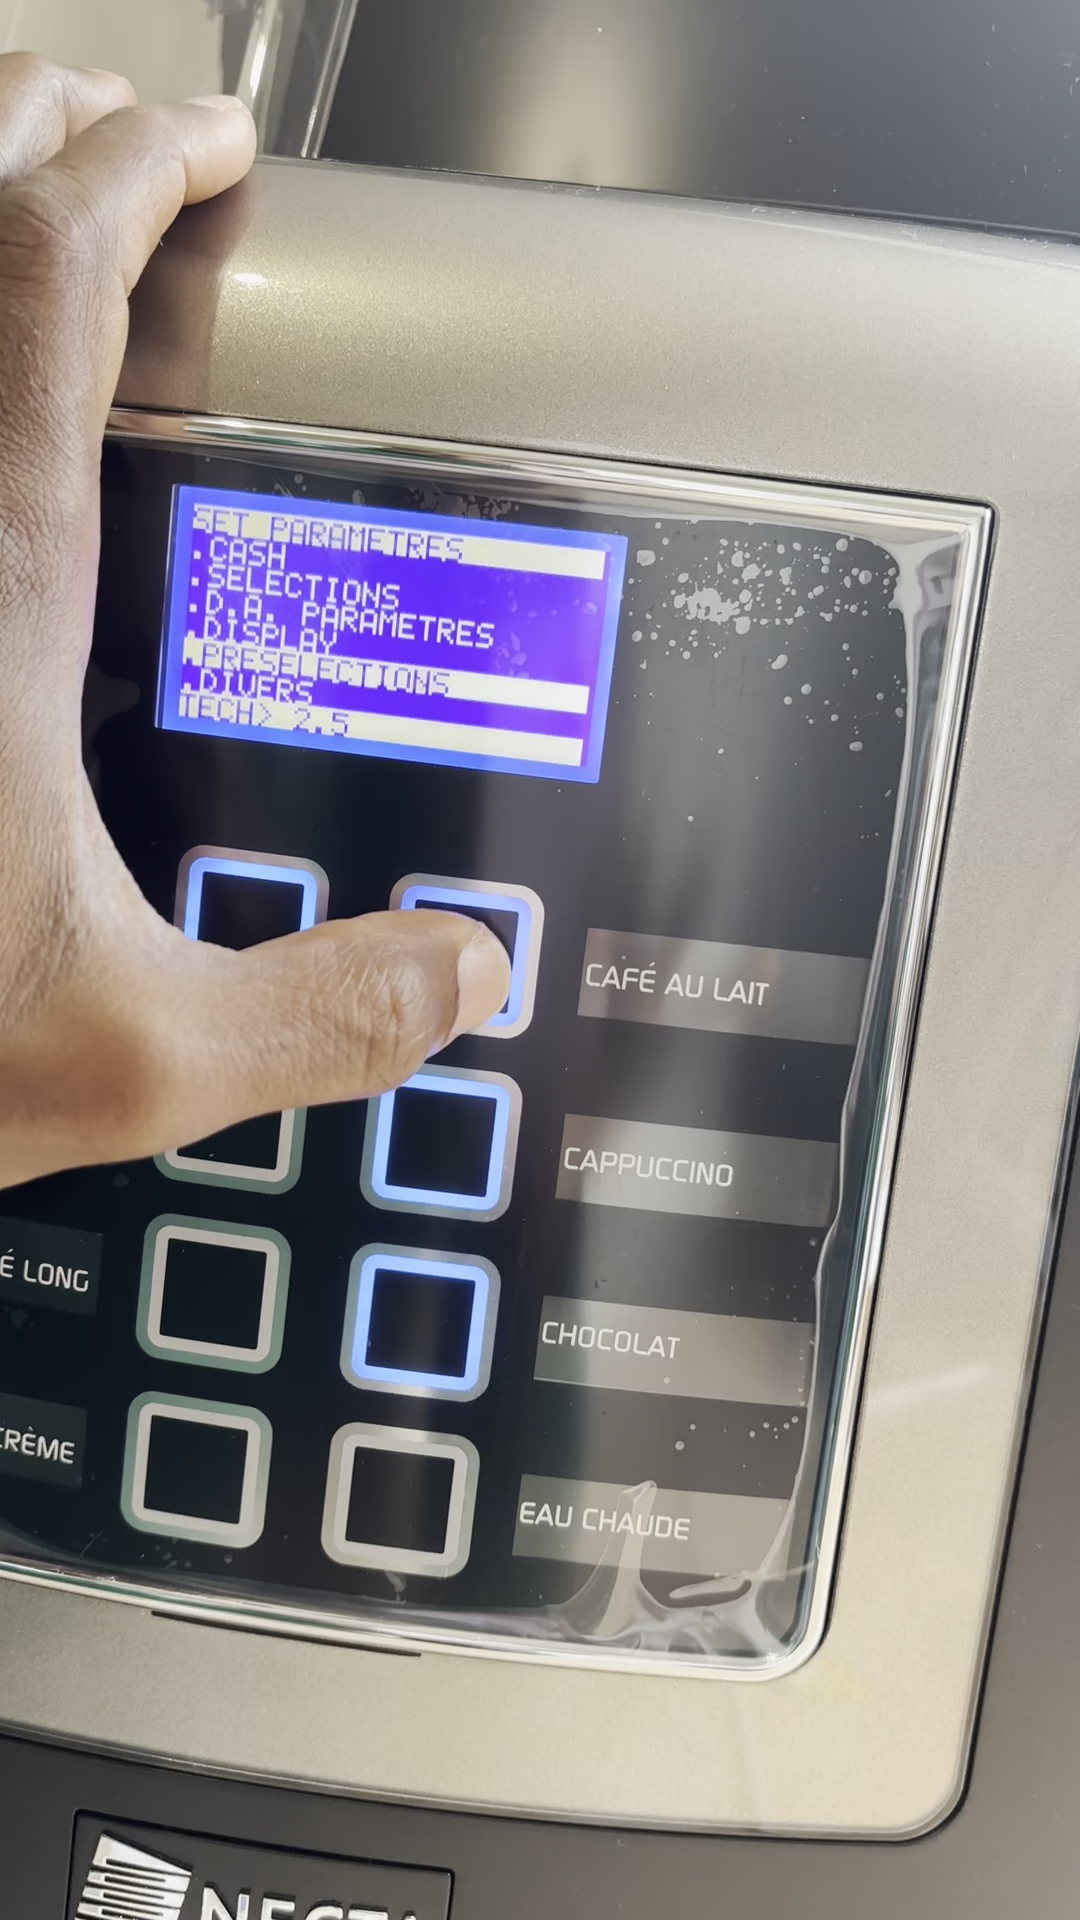 SET PARAMETRES
.CASH
.SELECTIONS
.D.A. PARAMETRES
.DISPLAY
.PRESELECTIONS
.DIVERS
TECH> 2.5
CAFÉ AU LAIT
CAPPUCCINO
É LONG
CHOCOLAT
CRÈME
EAU CHAUDE
NECTA